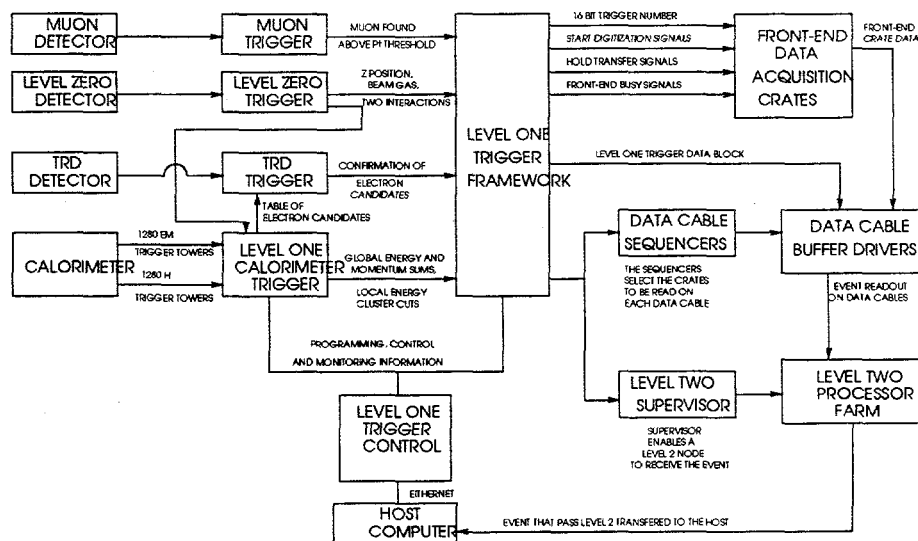 MUON
DETECTOR
MUON
TRIGGER
MUON FOUND
ABOVE Pt THRESHOLD
LEVEL ZERO
DETECTOR
LEVEL ZERO
TRIGGER
Z POSITION,
BEAM GAS,
TWO INTERACTIONS
TRD
DETECTOR
TRD
TRIGGER
CONFIRMATION OF
ELECTRON
CANDIDATES
TABLE OF
ELECTRON CANDIDATES
CALORIMETER
1280 EM
TRIGGER TOWERS
1280 H
TRIGGER TOWERS
LEVEL ONE
CALORIMETER
TRIGGER
GLOBAL ENERGY AND
MOMENTUM SUMS,
LOCAL ENERGY
CLUSTER CUTS
LEVEL ONE
TRIGGER
FRAMEWORK
16 BIT TRIGGER NUMBER
START DIGITIZATION SIGNALS
HOLD TRANSFER SIGNALS
FRONT-END BUSY SIGNALS
FRONT-END
DATA
ACQUISITION
CRATES
FRONT-END
CRATE DATA
LEVEL ONE TRIGGER DATA BLOCK
DATA CABLE
SEQUENCERS
THE SEQUENCERS
SELECT THE CRATES
TO BE READ ON
EACH DATA CABLE
DATA CABLE
BUFFER DRIVERS
EVENT READOUT
ON DATA CABLES
PROGRAMMING, CONTROL
AND MONITORING INFORMATION
LEVEL TWO
SUPERVISOR
SUPERVISOR
ENABLES A
LEVEL 2 NODE
TO RECEIVE THE EVENT
LEVEL TWO
PROCESSOR
FARM
LEVEL ONE
TRIGGER
CONTROL
EITHERNET
HOST
COMPUTER
EVENT THAT PASS LEVEL 2 TRANSFERED TO THE HOST